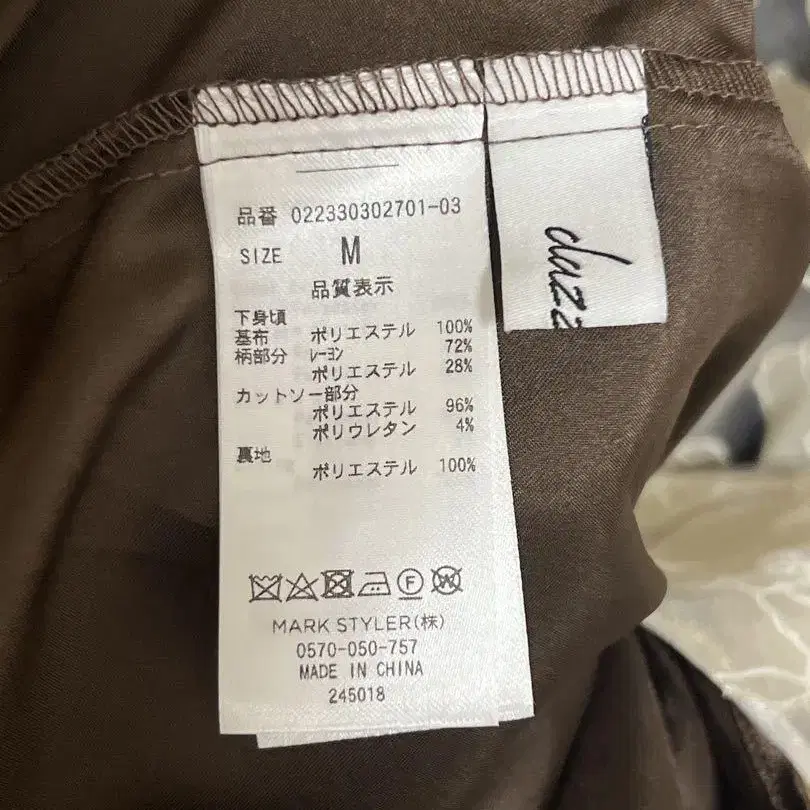 品番 022330302701-03
SIZE M
品質表示
下身頃
基布 ポリエステル 100%
柄部分 レーヨン 72%
ポリエステル 28%
カットソー部分
ポリエステル 96%
ポリウレタン 4%
裏地
ポリエステル 100%
F W
MARK STYLER(株)
0570-050-757
MADE IN CHINA
245018
dazz